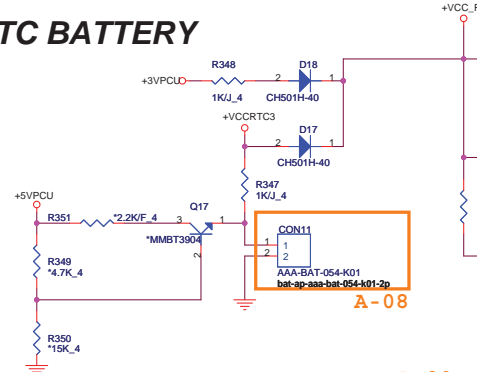 TC BATTERY
+VCC_R
R348
D18
+3VPCU
2
1
1K/J_4
CH501H-40
+VCCRTC3
D17
2
1
CH501H-40
R347
1K/J_4
+5VPCU
Q17
R351
*2.2K/F_4
3
1
*MMBT3904
2
CON11
1
1
2
2
AAA-BAT-054-K01
bat-ap-aaa-bat-054-k01-2p
A-08
R349
*4.7K_4
R350
*15K_4